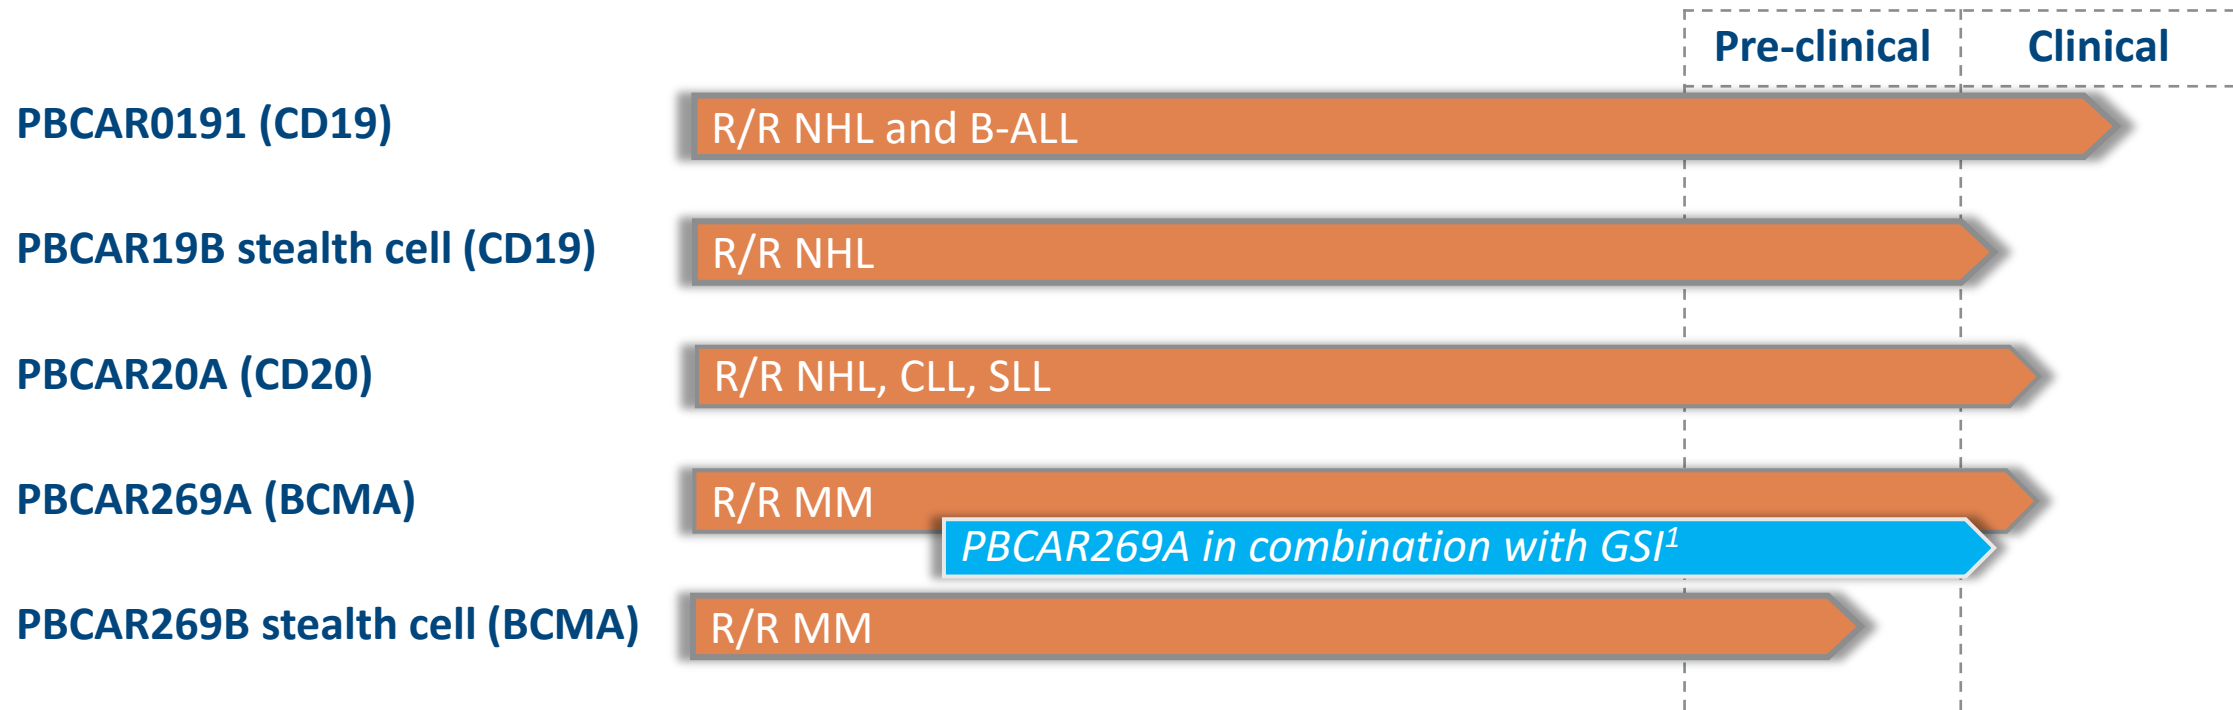 Pre-clinical Clinical
PBCAR0191 (CD19) R/R NHL and B-ALL
PBCAR19B stealth cell (CD19) R/R NHL
PBCAR20A (CD20) R/R NHL, CLL, SLL
PBCAR269A (BCMA) R/R MM
PBCAR269A in combination with GSI¹
PBCAR269B stealth cell (BCMA) R/R MM